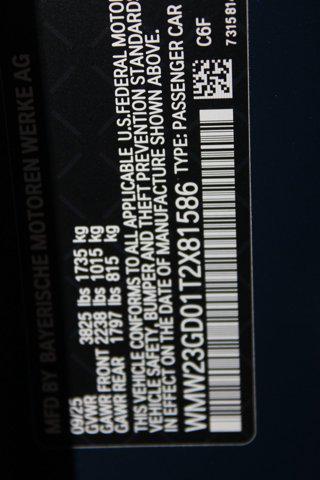 MFD BY BAYERISCHE MOTOREN WERKE AG
09/25
GVWR 3825 lbs 1735 kg
GAWR FRONT 2238 lbs 1015 kg
GAWR REAR 1797 lbs 815 kg
THIS VEHICLE CONFORMS TO ALL APPLICABLE U.S.FEDERAL MOTOR
VEHICLE SAFETY, BUMPER AND THEFT PREVENTION STANDARDS
IN EFFECT ON THE DATE OF MANUFACTURE SHOWN ABOVE.
WMW23GD01T2X81586 TYPE: PASSENGER CAR
C6F
731581